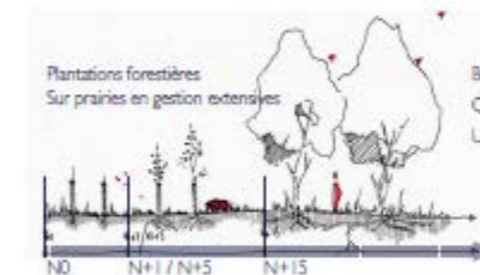 Plantations forestières
Sur prairies en gestion extensives
N0
N+1 / N+5
N+15